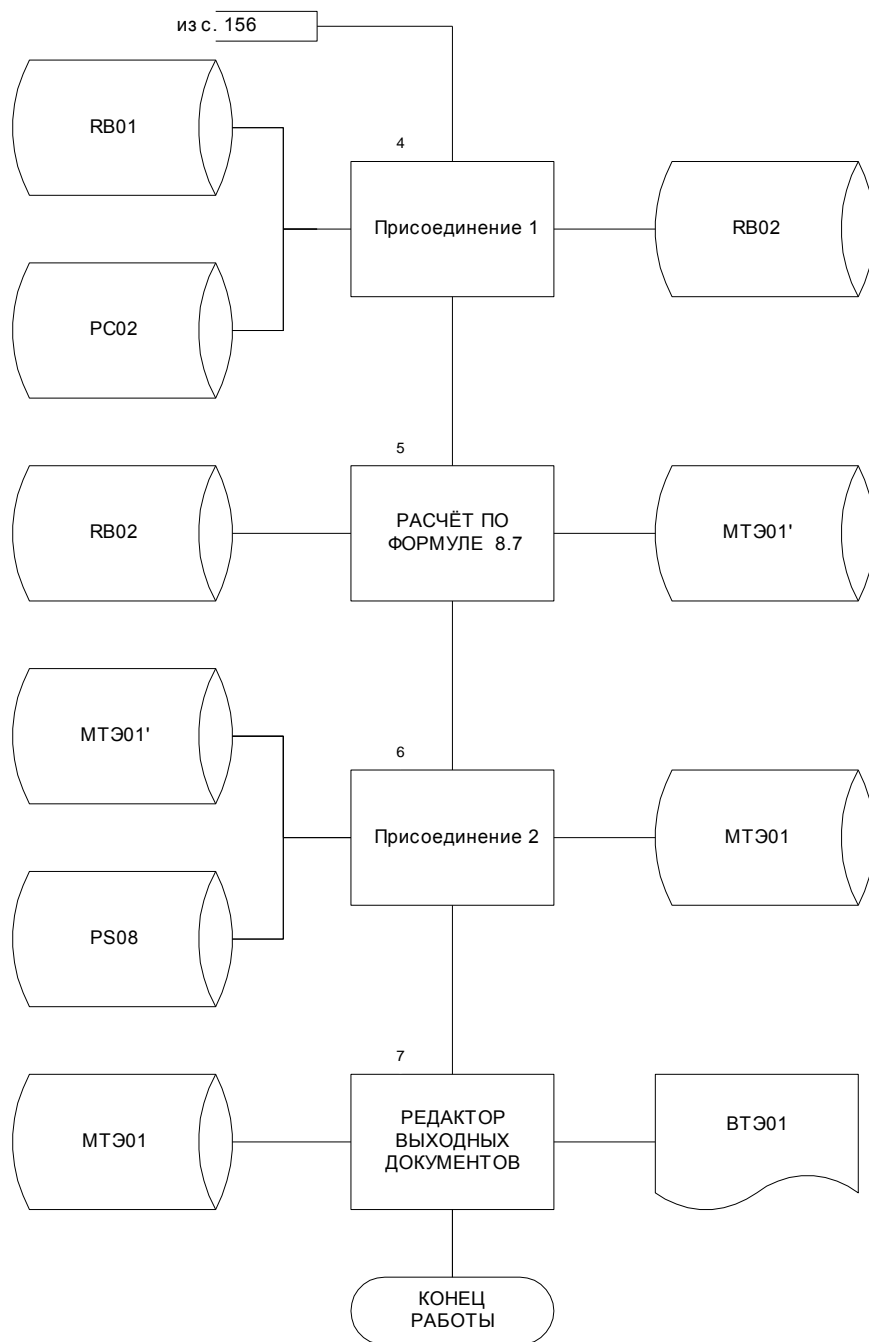 из с. 156
RB01
4
Присоединение 1
RB02
PC02
5
RB02
РАСЧЁТ ПО
ФОРМУЛЕ 8.7
МТЭ01'
МТЭ01'
6
Присоединение 2
МТЭ01
PS08
7
МТЭ01
РЕДАКТОР
ВЫХОДНЫХ
ДОКУМЕНТОВ
ВТЭ01
КОНЕЦ
РАБОТЫ